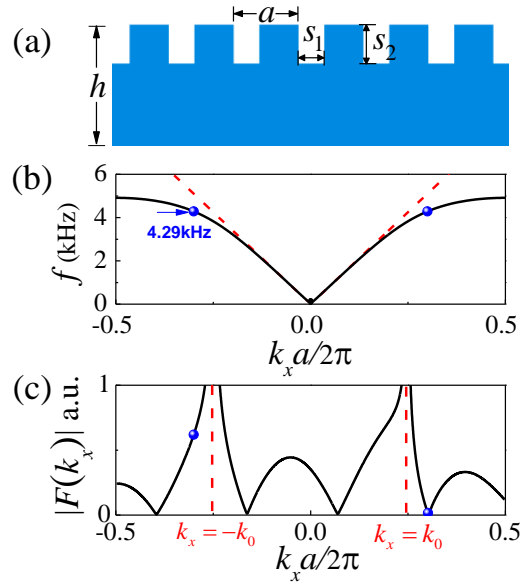 (a)
a
s₁
s₂
h
(b)
6
4
2
0
f (kHz)
4.29kHz
-0.5
0.0
0.5
kₓa/2π
(c)
1
0
|F(kₓ)| a.u.
-0.5
kₓ = −k₀
0.0
kₓ = k₀
0.5
kₓa/2π